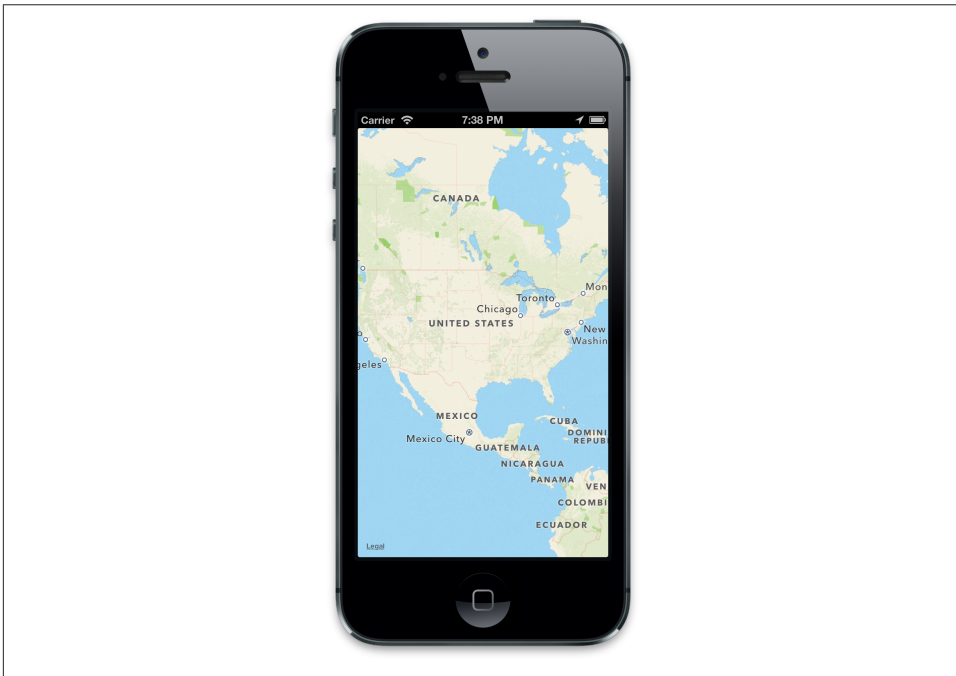 Carrier 7:38 PM
CANADA
Mon
Toronto
Chicago
UNITED STATES
New
Washin
geles
MEXICO
CUBA
Mexico City
DOMINI
REPUBL
GUATEMALA
NICARAGUA
PANAMA
VEN
COLOMBI
ECUADOR
Legal